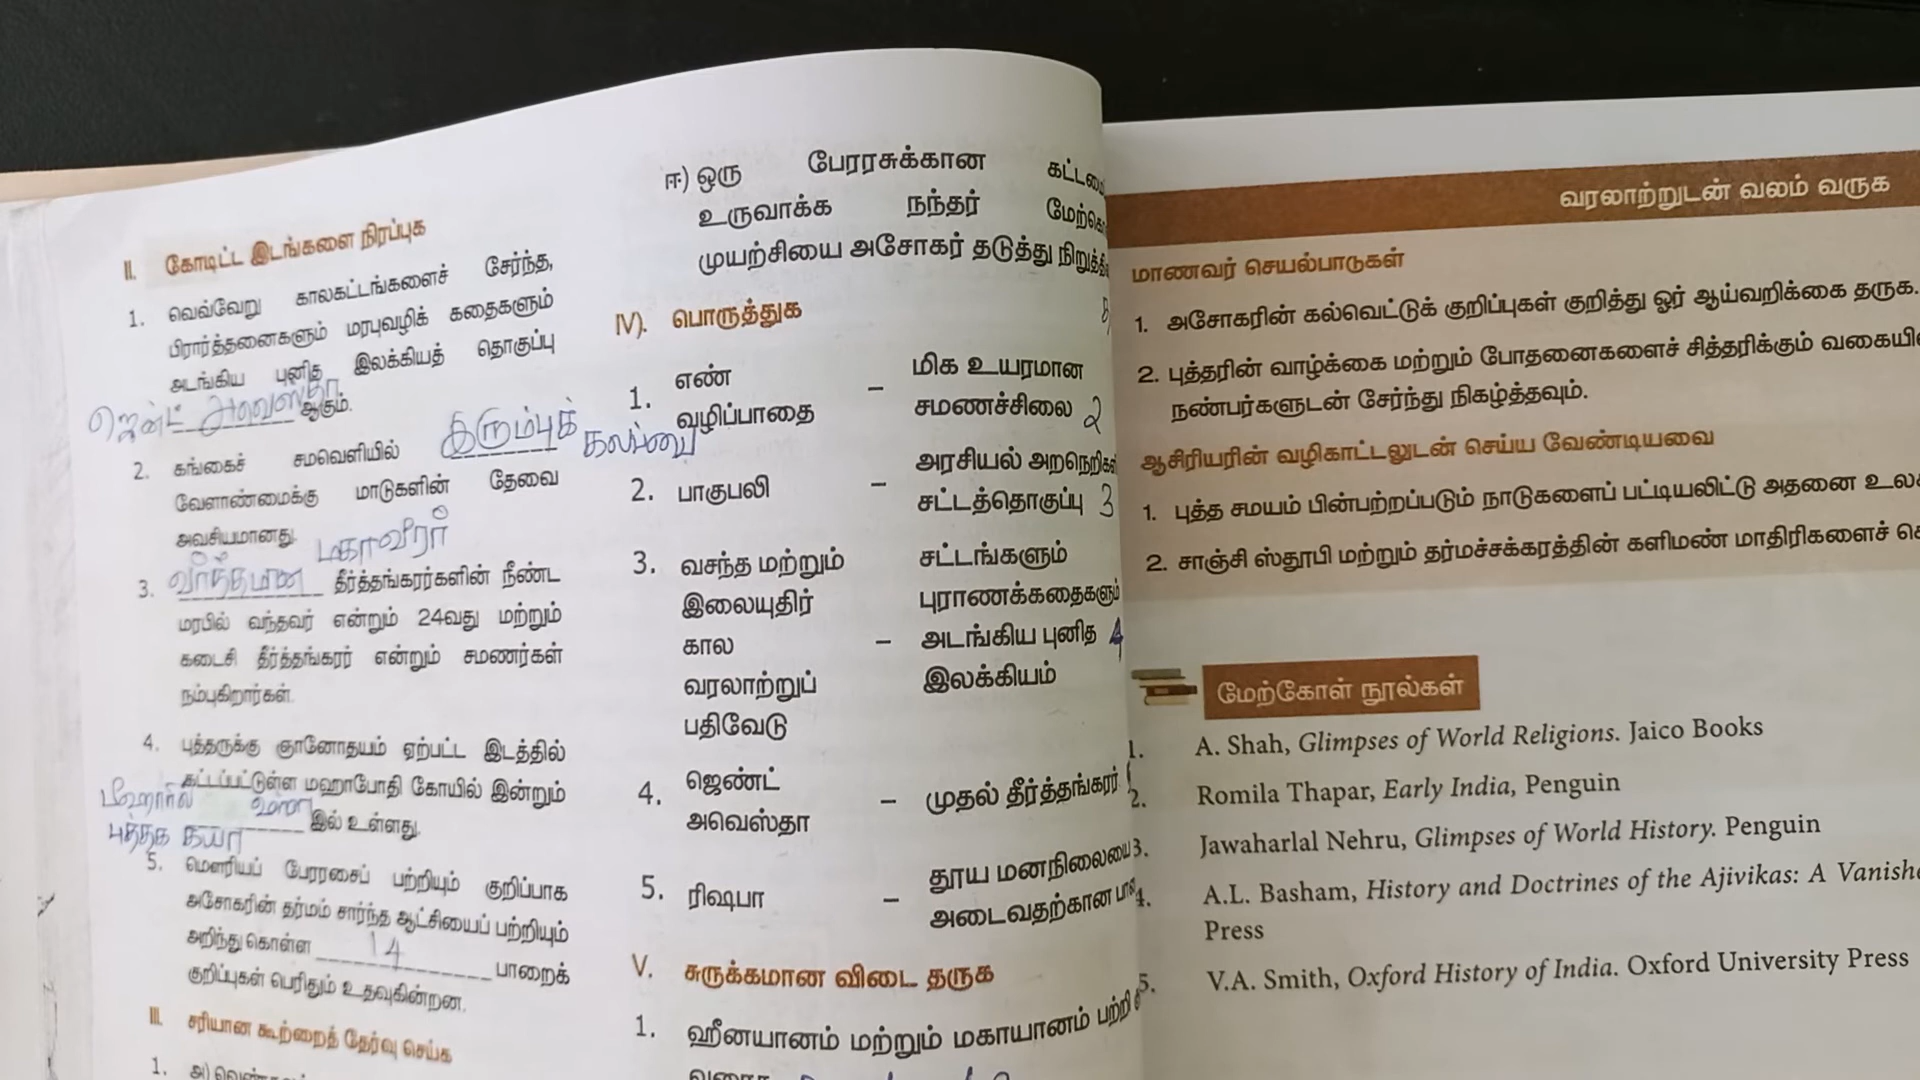 II. கோடிட்ட இடங்களை நிரப்புக
1. வெவ்வேறு காலகட்டங்களைச் சேர்ந்த,
பிரார்த்தனைகளும் மரபுவழிக் கதைகளும்
அடங்கிய புனித இலக்கியத் தொகுப்பு
ஜெண்ட் அவெஸ்தா ஆகும்.
2. கங்கைச் சமவெளியில் இரும்புக் கலப்பை
வேளாண்மைக்கு மாடுகளின் தேவை
அவசியமானது.
மகாவீரர்
3. வர்த்தமான தீர்த்தங்கரர்களின் நீண்ட
மரபில் வந்தவர் என்றும் 24வது மற்றும்
கடைசி தீர்த்தங்கரர் என்றும் சமணர்கள்
நம்புகிறார்கள்.
4. புத்தருக்கு ஞானோதயம் ஏற்பட்ட இடத்தில்
கட்டப்பட்டுள்ள மஹாபோதி கோயில் இன்றும்
பீஹாரில் உள்ள இல் உள்ளது.
புத்த கயா
5. மௌரியப் பேரரசைப் பற்றியும் குறிப்பாக
அசோகரின் தர்மம் சார்ந்த ஆட்சியைப் பற்றியும்
அறிந்து கொள்ள 14 பாறைக்
குறிப்புகள் பெரிதும் உதவுகின்றன.
III. சரியான கூற்றைத் தேர்வு செய்க
1. அ)
ஈ) ஒரு பேரரசுக்கான கட்டமை
உருவாக்க நந்தர் மேற்கொ
முயற்சியை அசோகர் தடுத்து நிறுத்தி
IV). பொருத்துக
1. எண் – மிக உயரமான
வழிப்பாதை சமணச்சிலை 2
2. பாகுபலி – அரசியல் அறநெறிகள்
சட்டத்தொகுப்பு 3
3. வசந்த மற்றும் சட்டங்களும்
இலையுதிர் புராணக்கதைகளும்
கால – அடங்கிய புனித 4
வரலாற்றுப் இலக்கியம்
பதிவேடு
4. ஜெண்ட் – முதல் தீர்த்தங்கரர்
அவெஸ்தா
5. ரிஷபா – தூய மனநிலையை
அடைவதற்கான
V. சுருக்கமான விடை தருக
1. ஹீனயானம் மற்றும் மகாயானம் பற்றி
வரலாற்றுடன் வலம் வருக
மாணவர் செயல்பாடுகள்
1. அசோகரின் கல்வெட்டுக் குறிப்புகள் குறித்து ஓர் ஆய்வறிக்கை தருக.
2. புத்தரின் வாழ்க்கை மற்றும் போதனைகளைச் சித்தரிக்கும் வகையி
நண்பர்களுடன் சேர்ந்து நிகழ்த்தவும்.
ஆசிரியரின் வழிகாட்டலுடன் செய்ய வேண்டியவை
1. புத்த சமயம் பின்பற்றப்படும் நாடுகளைப் பட்டியலிட்டு அதனை உலக
2. சாஞ்சி ஸ்தூபி மற்றும் தர்மச்சக்கரத்தின் களிமண் மாதிரிகளைச் செ
மேற்கோள் நூல்கள்
1. A. Shah, Glimpses of World Religions. Jaico Books
2. Romila Thapar, Early India, Penguin
3. Jawaharlal Nehru, Glimpses of World History. Penguin
4. A.L. Basham, History and Doctrines of the Ajivikas: A Vanishe
Press
5. V.A. Smith, Oxford History of India. Oxford University Press